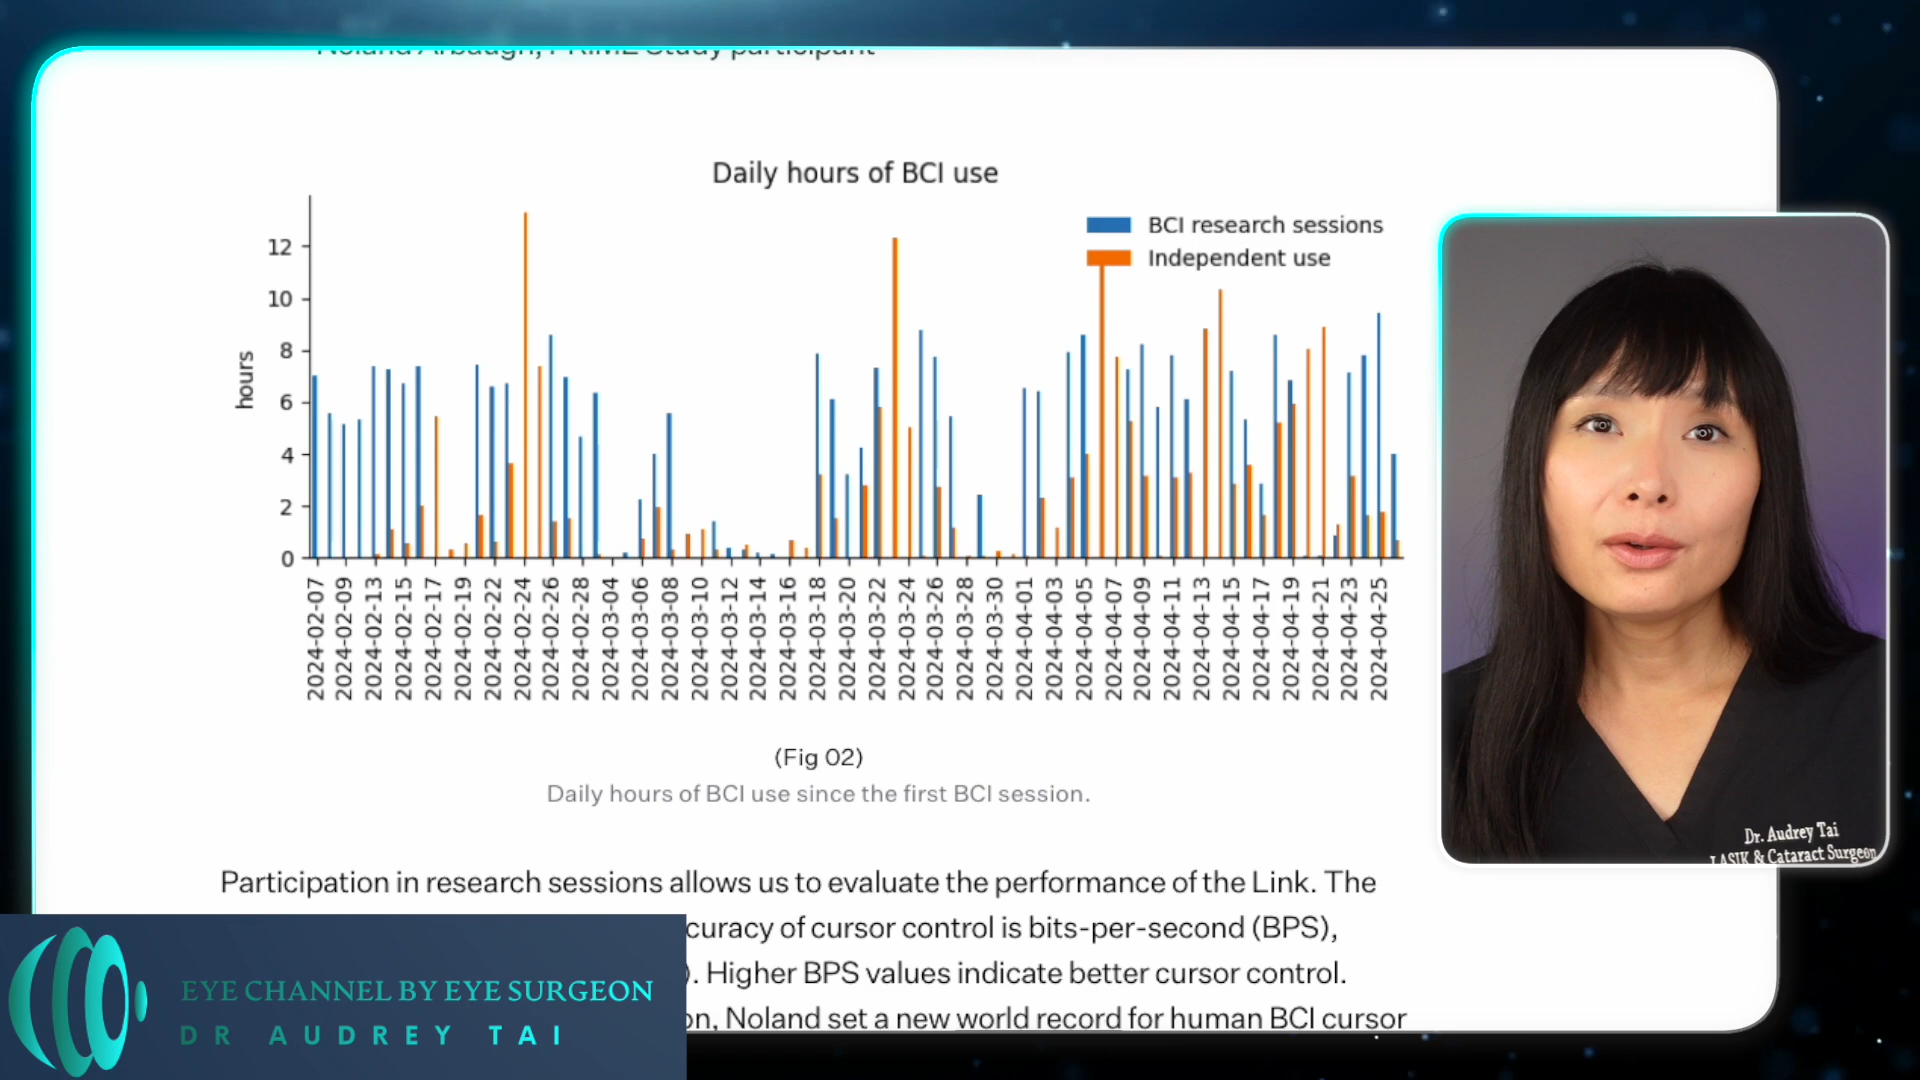 Noland Arbaugh, PRIME Study participant
Daily hours of BCI use
BCI research sessions
Independent use
hours
12
10
8
6
4
2
0
2024-02-07
2024-02-09
2024-02-13
2024-02-15
2024-02-17
2024-02-19
2024-02-22
2024-02-24
2024-02-26
2024-02-28
2024-03-04
2024-03-06
2024-03-08
2024-03-10
2024-03-12
2024-03-14
2024-03-16
2024-03-18
2024-03-20
2024-03-22
2024-03-24
2024-03-26
2024-03-28
2024-03-30
2024-04-01
2024-04-03
2024-04-05
2024-04-07
2024-04-09
2024-04-11
2024-04-13
2024-04-15
2024-04-17
2024-04-19
2024-04-21
2024-04-23
2024-04-25
(Fig 02)
Daily hours of BCI use since the first BCI session.
Participation in research sessions allows us to evaluate the performance of the Link. The
curacy of cursor control is bits-per-second (BPS),
). Higher BPS values indicate better cursor control.
on, Noland set a new world record for human BCI cursor
Dr. Audrey Tai
LASIK & Cataract Surgeon
EYE CHANNEL BY EYE SURGEON
DR AUDREY TAI